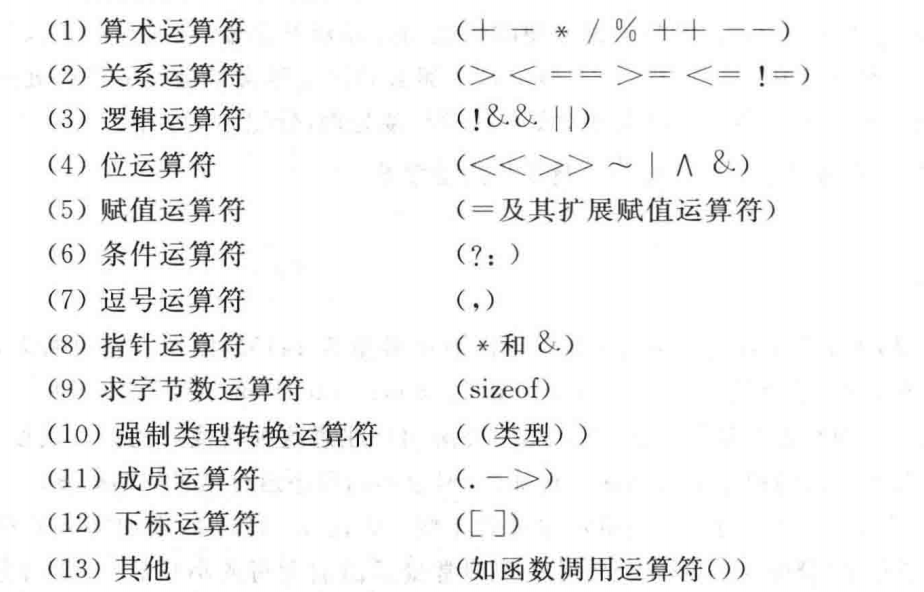 (1) 算术运算符 (+ - * / % ++ --)
(2) 关系运算符 (> < == >= <= !=)
(3) 逻辑运算符 (!&& ||)
(4) 位运算符 (<< >> ~ | ∧ &)
(5) 赋值运算符 (=及其扩展赋值运算符)
(6) 条件运算符 (?:)
(7) 逗号运算符 (,)
(8) 指针运算符 (*和 &)
(9) 求字节数运算符 (sizeof)
(10) 强制类型转换运算符 ((类型))
(11) 成员运算符 (. ->)
(12) 下标运算符 ([ ])
(13) 其他 (如函数调用运算符())